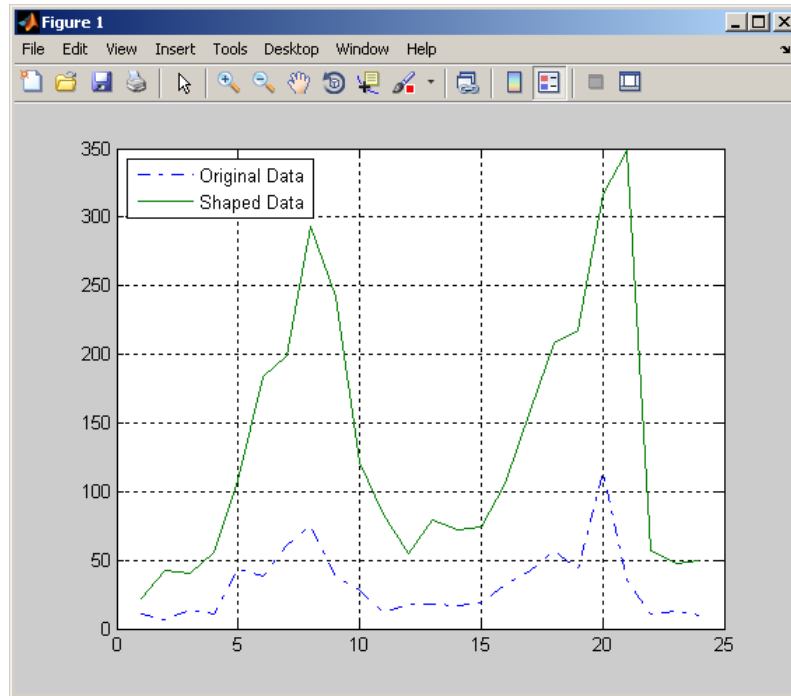 Figure 1
File Edit View Insert Tools Desktop Window Help
Original Data
Shaped Data
350
300
250
200
150
100
50
0
0 5 10 15 20 25